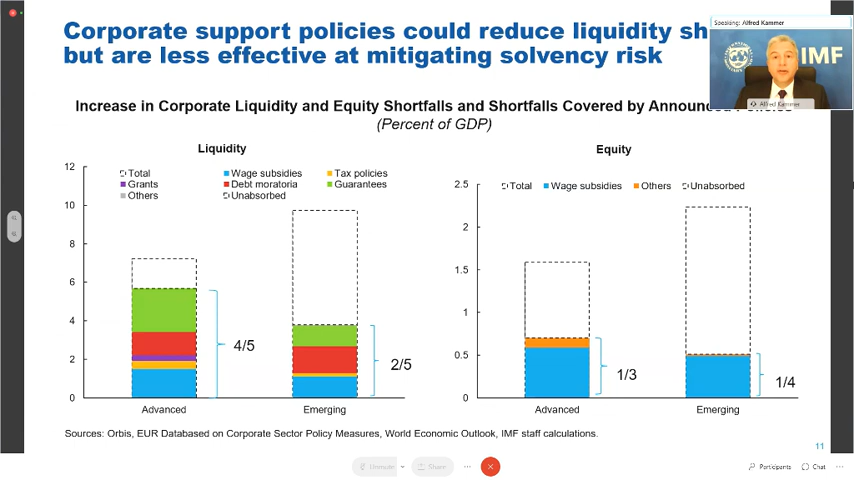 Corporate support policies could reduce liquidity sh
but are less effective at mitigating solvency risk
Speaking: Alfred Kammer
IMF
Alfred Kammer
Increase in Corporate Liquidity and Equity Shortfalls and Shortfalls Covered by Announced Policies
(Percent of GDP)
Liquidity
Total
Wage subsidies
Tax policies
Grants
Debt moratoria
Guarantees
Others
Unabsorbed
12
10
8
6
4
2
0
4/5
2/5
Advanced
Emerging
Equity
Total
Wage subsidies
Others
Unabsorbed
2.5
2
1.5
1
0.5
0
1/3
1/4
Advanced
Emerging
Sources: Orbis, EUR Databased on Corporate Sector Policy Measures, World Economic Outlook, IMF staff calculations.
11
Unmute
Share
Participants
Chat